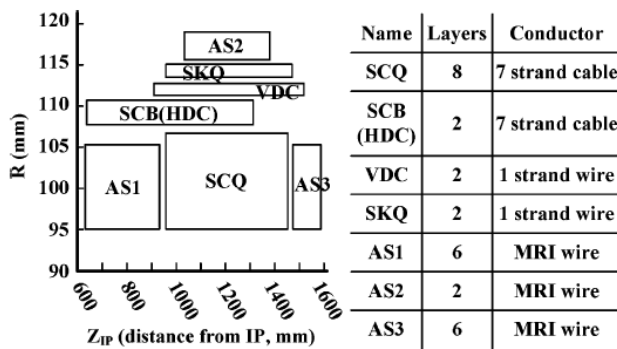 120
115
110
105
100
95
90
R (mm)
AS2
SKQ
VDC
SCB(HDC)
AS1
SCQ
AS3
600
800
1000
1200
1400
1600
Z_IP (distance from IP, mm)
Name Layers Conductor
SCQ 8 7 strand cable
SCB
(HDC) 2 7 strand cable
VDC 2 1 strand wire
SKQ 2 1 strand wire
AS1 6 MRI wire
AS2 2 MRI wire
AS3 6 MRI wire